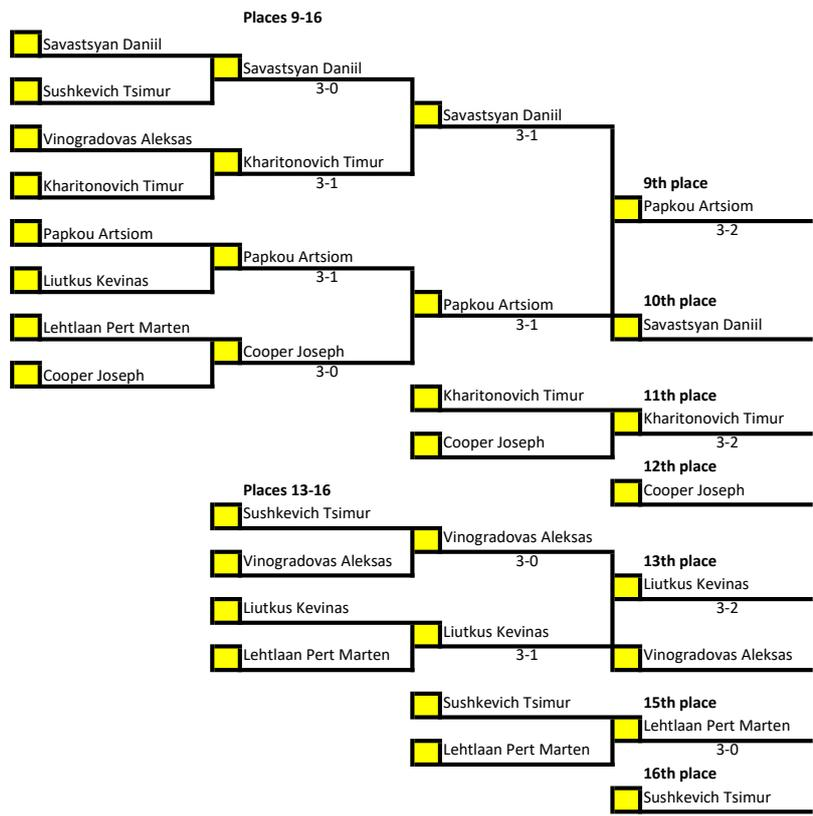 Places 9-16
Savastsyan Daniil
Savastsyan Daniil
Sushkevich Tsimur
3-0
Savastsyan Daniil
3-1
Vinogradovas Aleksas
Kharitonovich Timur
3-1
Kharitonovich Timur
9th place
Papkou Artsiom
3-2
Papkou Artsiom
Papkou Artsiom
3-1
Liutkus Kevinas
Papkou Artsiom
3-1
10th place
Savastsyan Daniil
Lehtlaan Pert Marten
Cooper Joseph
3-0
Cooper Joseph
Kharitonovich Timur
11th place
Kharitonovich Timur
3-2
Cooper Joseph
12th place
Cooper Joseph
Places 13-16
Sushkevich Tsimur
Vinogradovas Aleksas
3-0
Vinogradovas Aleksas
13th place
Liutkus Kevinas
3-2
Liutkus Kevinas
Liutkus Kevinas
3-1
Lehtlaan Pert Marten
Vinogradovas Aleksas
Sushkevich Tsimur
15th place
Lehtlaan Pert Marten
3-0
Lehtlaan Pert Marten
16th place
Sushkevich Tsimur